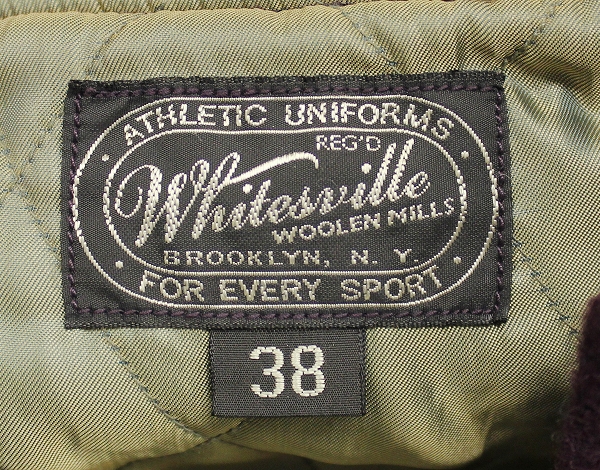 ATHLETIC UNIFORMS
REG'D
Whitesville
WOOLEN MILLS
BROOKLYN, N. Y.
FOR EVERY SPORT
38